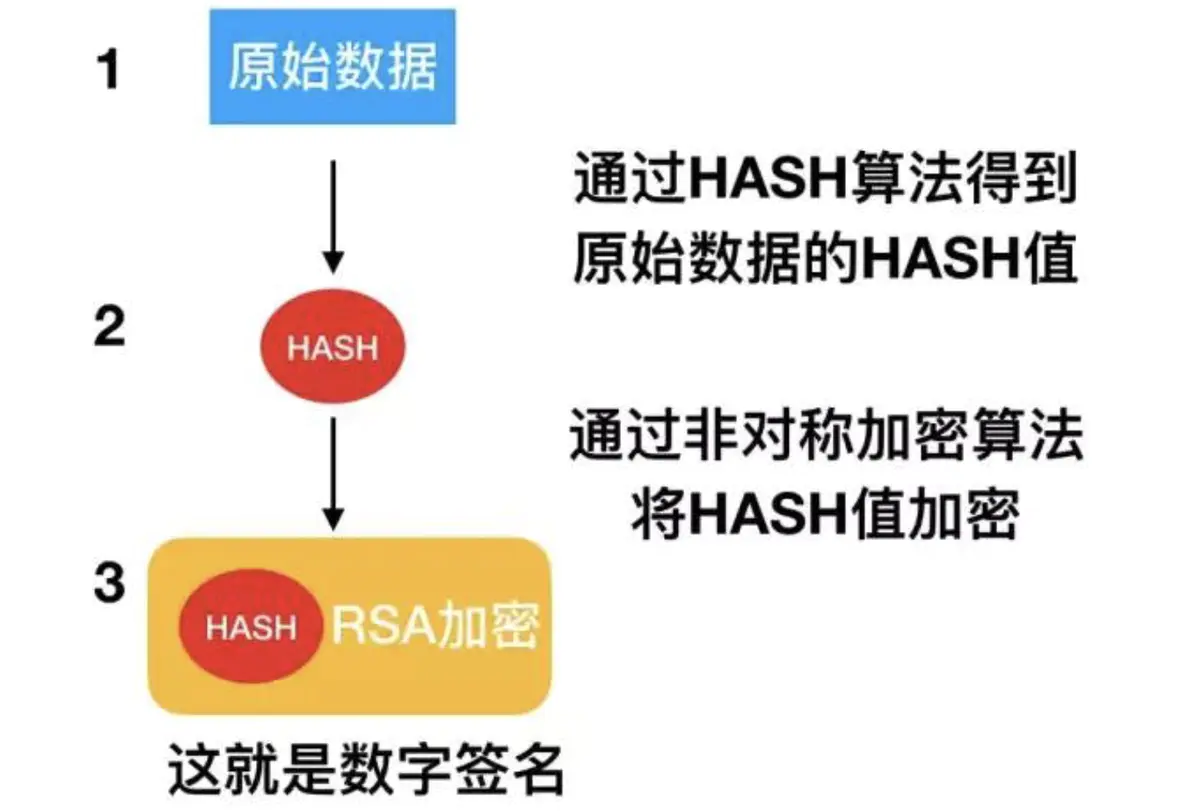 1
原始数据
通过HASH算法得到
原始数据的HASH值
2
HASH
通过非对称加密算法
将HASH值加密
3
HASH RSA加密
这就是数字签名